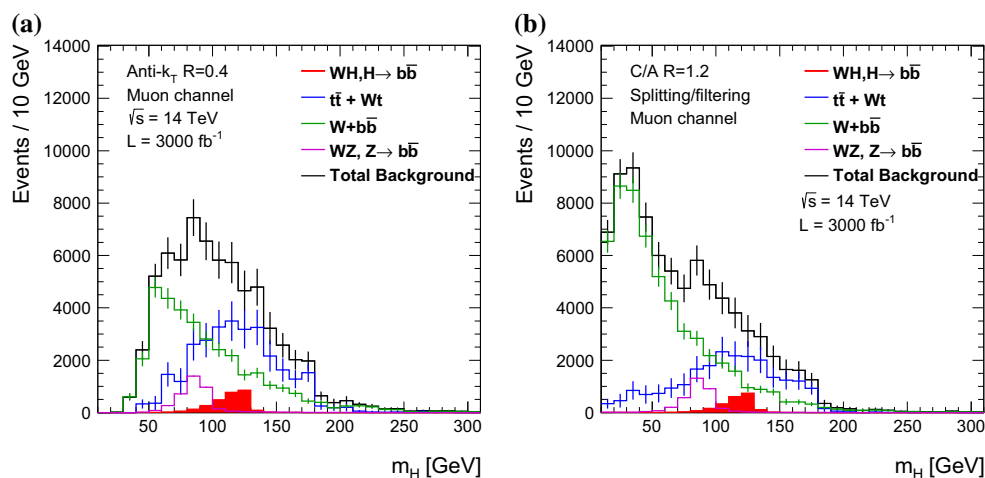 (a)
Events / 10 GeV
14000
12000
10000
8000
6000
4000
2000
0
Anti-k_T R=0.4
Muon channel
√s = 14 TeV
L = 3000 fb⁻¹
WH,H→ bb̅
tt̅ + Wt
W+bb̅
WZ, Z→ bb̅
Total Background
50 100 150 200 250 300
m_H [GeV]
(b)
Events / 10 GeV
14000
12000
10000
8000
6000
4000
2000
0
C/A R=1.2
Splitting/filtering
Muon channel
WH,H→ bb̅
tt̅ + Wt
W+bb̅
WZ, Z→ bb̅
Total Background
√s = 14 TeV
L = 3000 fb⁻¹
50 100 150 200 250 300
m_H [GeV]